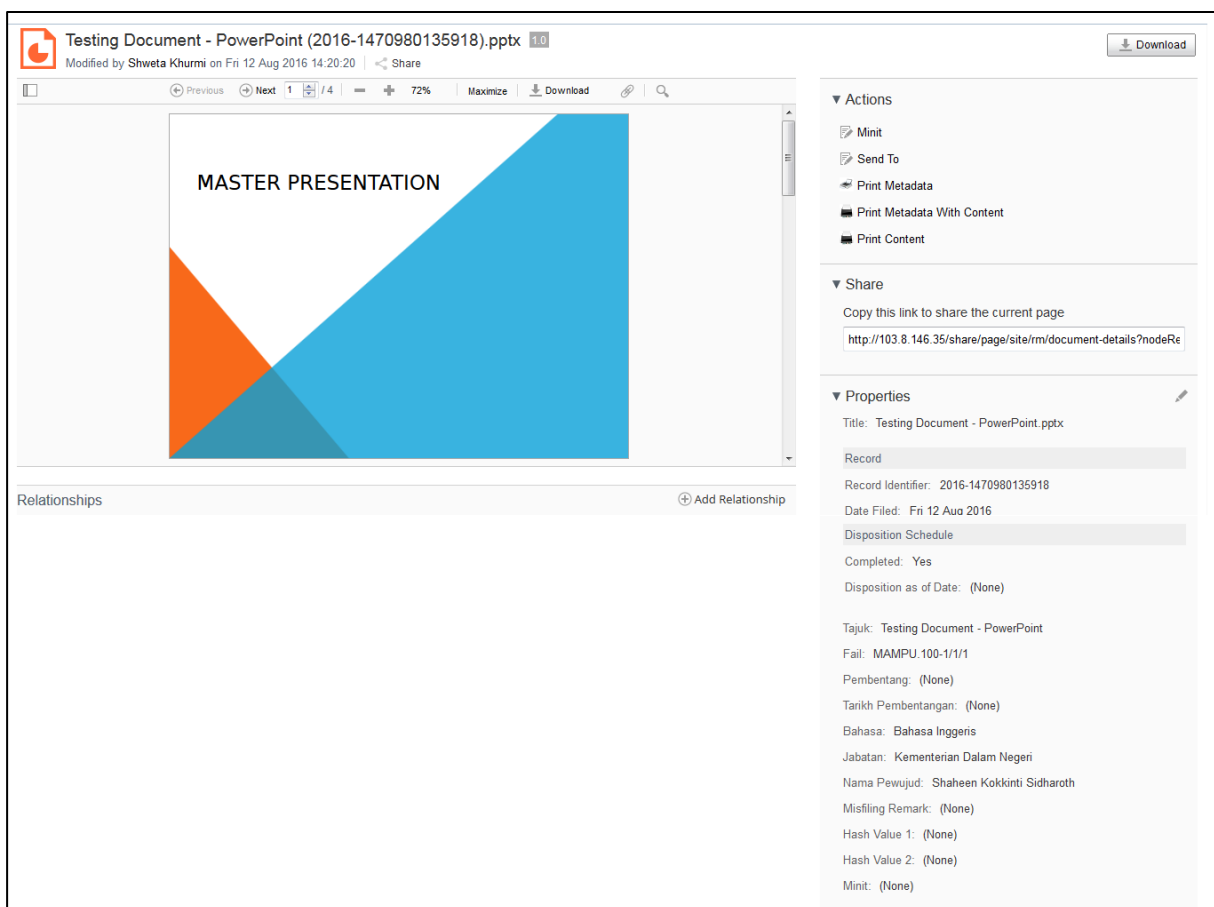 Testing Document - PowerPoint (2016-1470980135918).pptx 1.0
Download
Modified by Shweta Khurmi on Fri 12 Aug 2016 14:20:20 Share
Previous Next 1 / 4 72% Maximize Download
MASTER PRESENTATION
Relationships
Add Relationship
Actions
Minit
Send To
Print Metadata
Print Metadata With Content
Print Content
Share
Copy this link to share the current page
http://103.8.146.35/share/page/site/rm/document-details?nodeRe
Properties
Title: Testing Document - PowerPoint.pptx
Record
Record Identifier: 2016-1470980135918
Date Filed: Fri 12 Aug 2016
Disposition Schedule
Completed: Yes
Disposition as of Date: (None)
Tajuk: Testing Document - PowerPoint
Fail: MAMPU.100-1/1/1
Pembentang: (None)
Tarikh Pembentangan: (None)
Bahasa: Bahasa Inggeris
Jabatan: Kementerian Dalam Negeri
Nama Pewujud: Shaheen Kokkinti Sidharoth
Misfiling Remark: (None)
Hash Value 1: (None)
Hash Value 2: (None)
Minit: (None)